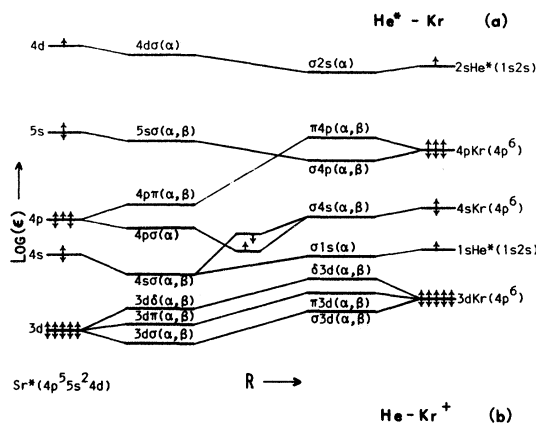 He* - Kr (a)
4d
4dσ(α)
σ2s(α)
2sHe*(1s2s)
5s
5sσ(α,β)
π4p(α,β)
4pKr(4p⁶)
σ4p(α,β)
LOG(ε)
4pπ(α,β)
σ4s(α,β)
4sKr(4p⁶)
4p
4pσ(α)
4s
σ1s(α)
1sHe*(1s2s)
4sσ(α,β)
δ3d(α,β)
3dδ(α,β)
π3d(α,β)
3dKr(4p⁶)
3d
3dπ(α,β)
3dσ(α,β)
σ3d(α,β)
Sr*(4p⁵5s²4d)
R
He-Kr⁺ (b)